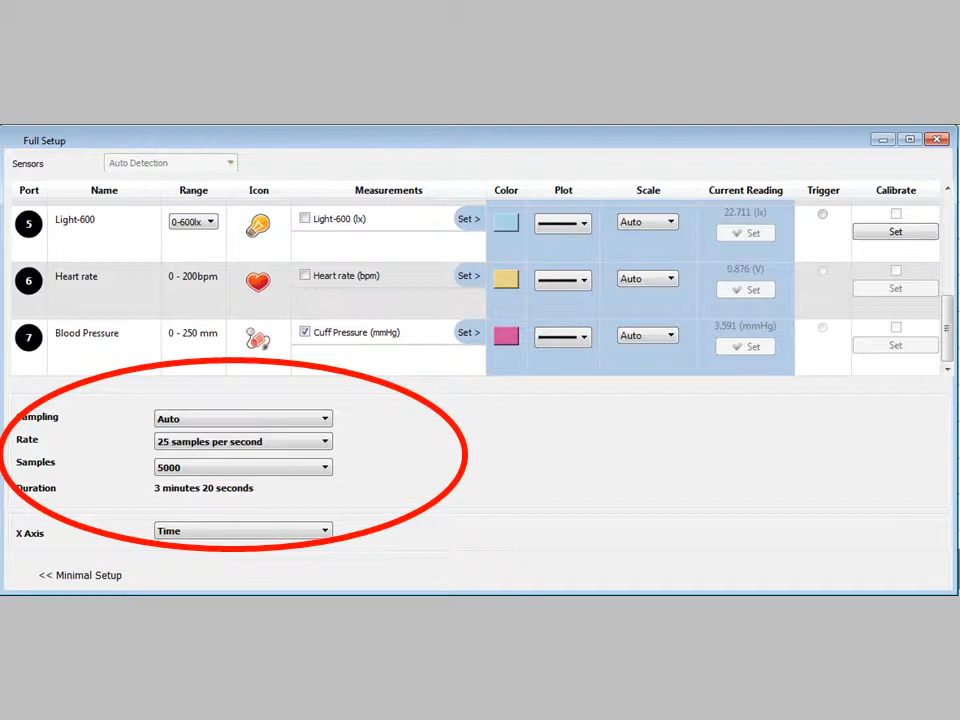 Full Setup
Sensors Auto Detection
Port Name Range Icon Measurements Color Plot Scale Current Reading Trigger Calibrate
5 Light-600 0-600lx Light-600 (lx) Set > Auto 22.711 (lx) Set Set
6 Heart rate 0 - 200bpm Heart rate (bpm) Set > Auto 0.876 (V) Set Set
7 Blood Pressure 0 - 250 mm Cuff Pressure (mmHg) Set > Auto 3.591 (mmHg) Set Set
Sampling Auto
Rate 25 samples per second
Samples 5000
Duration 3 minutes 20 seconds
X Axis Time
<< Minimal Setup